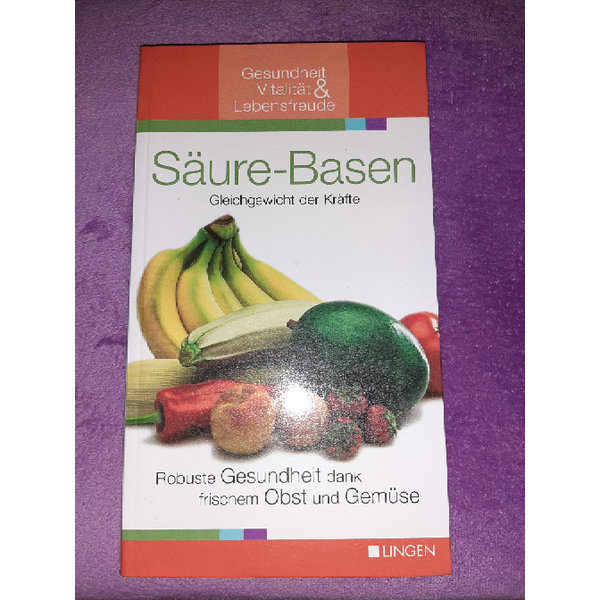 Gesundheit
Vitalität &
Lebensfreude
Säure-Basen
Gleichgewicht der Kräfte
Robuste Gesundheit dank
frischem Obst und Gemüse
LINGEN